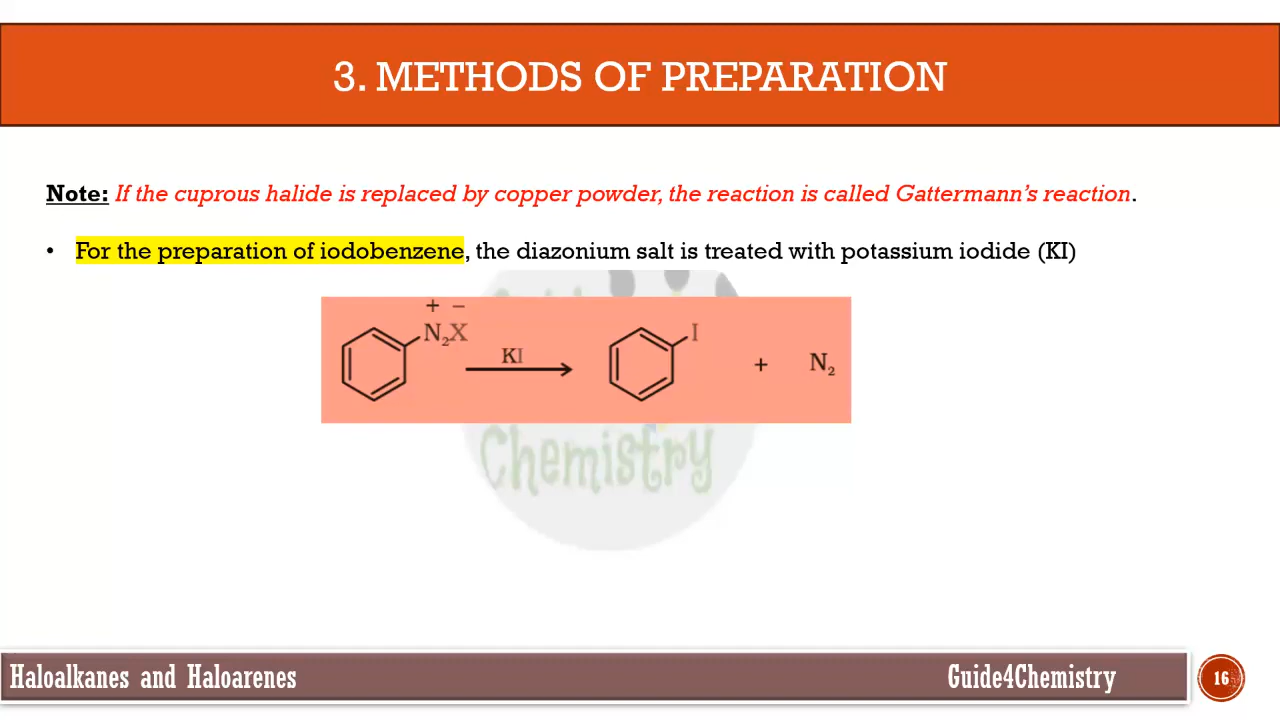 3. METHODS OF PREPARATION
Note: If the cuprous halide is replaced by copper powder, the reaction is called Gattermann's reaction.
• For the preparation of iodobenzene, the diazonium salt is treated with potassium iodide (KI)
+ −
N₂X
KI
I
+ N₂
Chemistry
Haloalkanes and Haloarenes
Guide4Chemistry
16